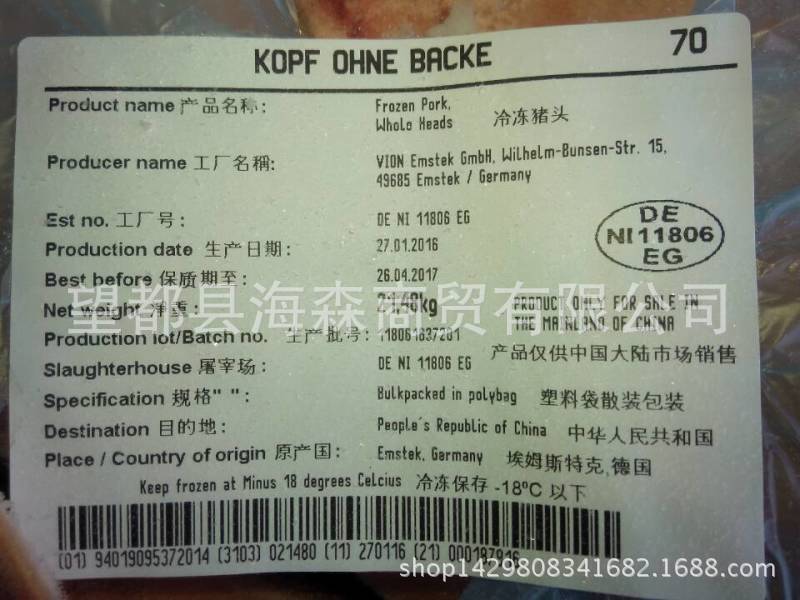 KOPF OHNE BACKE 70
Product name 产品名称: Frozen Pork, 冷冻猪头
Whole Heads
Producer name 工厂名稱: VION Emstek GmbH, Wilhelm-Bunsen-Str. 15,
49685 Emstek / Germany
Est no. 工厂号: DE NI 11806 EG
DE
NI 11806
EG
Production date 生产日期: 27.01.2016
Best before 保质期至: 26.04.2017
Net weight 净重: 21,48kg PRODUCT ONLY FOR SALE IN
THE MAINLAND OF CHINA
望都县海森商贸有限公司
Production lot/Batch no. 生产批号: 118061637201
产品仅供中国大陆市场销售
Slaughterhouse 屠宰场: DE NI 11806 EG
Specification 规格" ": Bulkpacked in polybag 塑料袋散装包装
Destination 目的地: People's Republic of China 中华人民共和国
Place / Country of origin 原产国: Emstek, Germany 埃姆斯特克,德国
Keep frozen at Minus 18 degrees Celcius 冷冻保存 -18ºC 以下
(01) 94019095372014 (3103) 021480 (11) 270116 (21) 000187816
shop1429808341682.1688.com